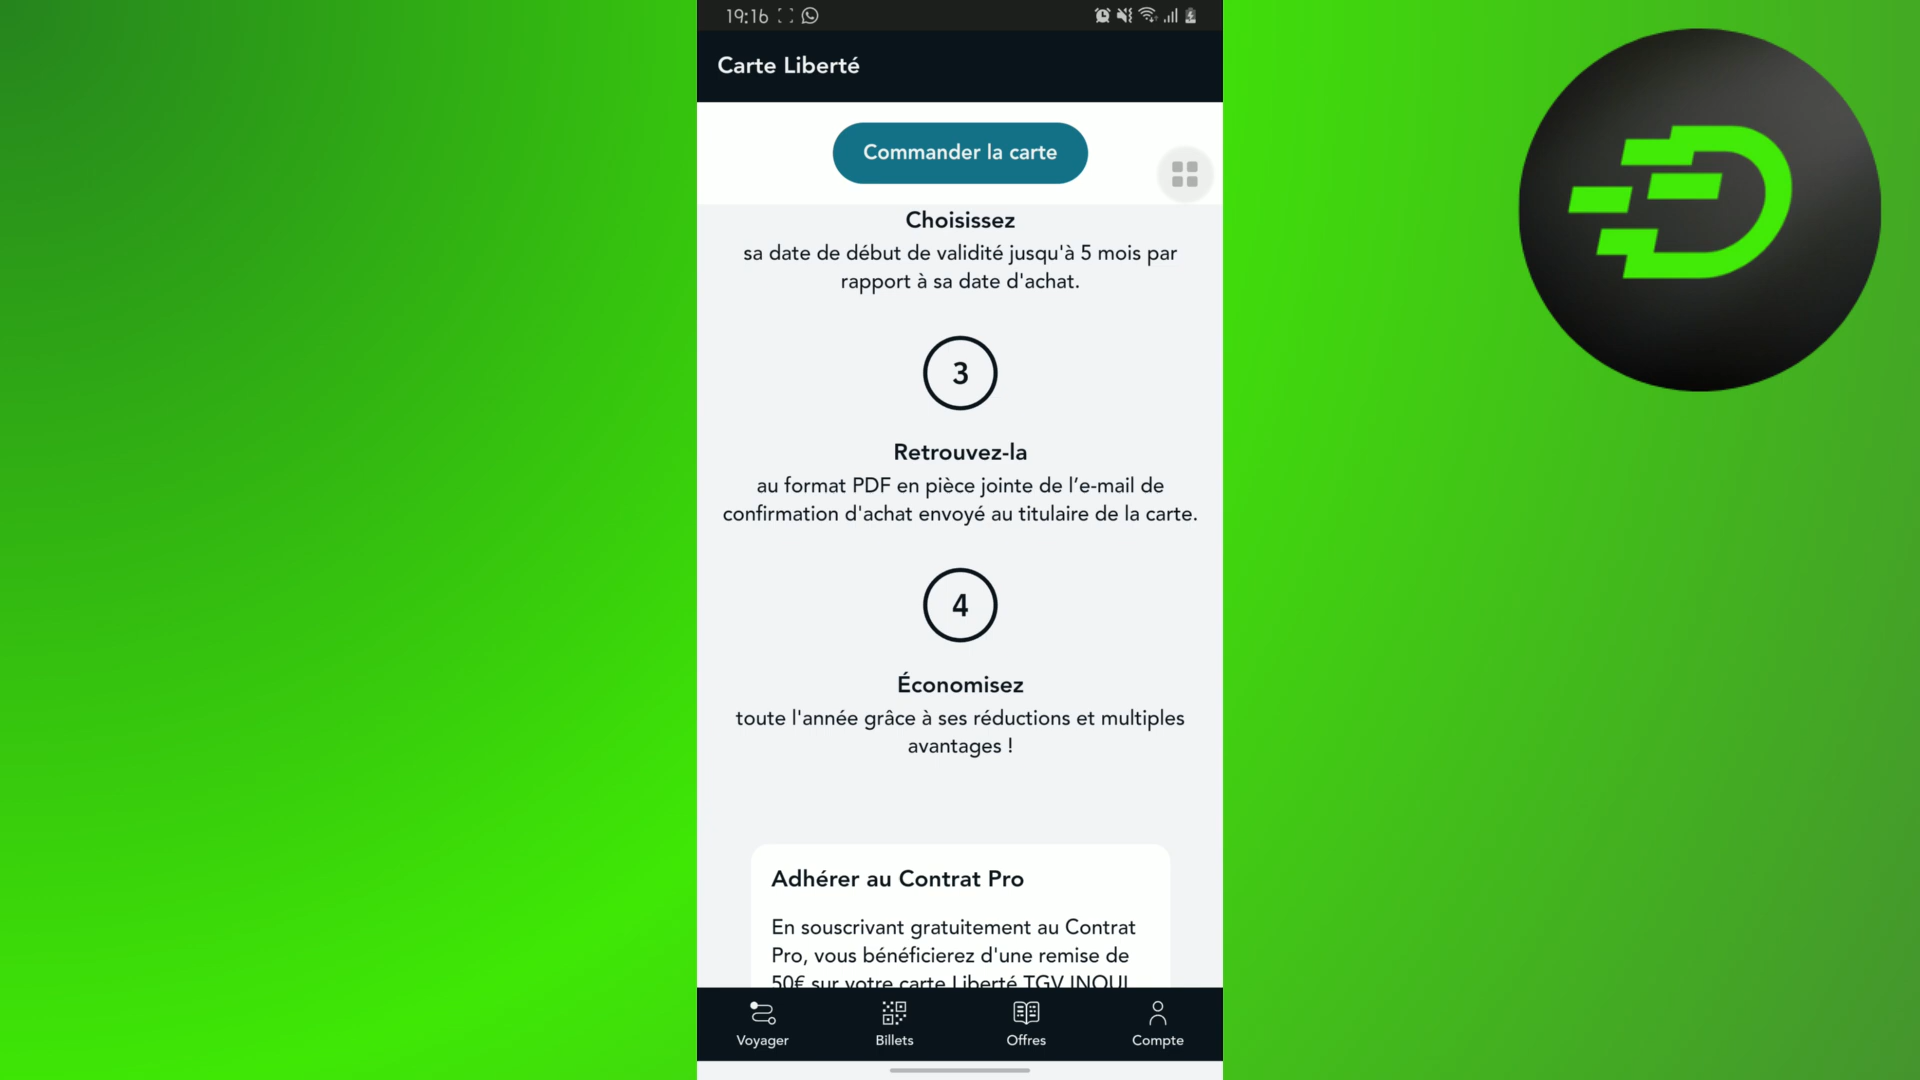 19:16
Carte Liberté
Commander la carte
Choisissez
sa date de début de validité jusqu'à 5 mois par
rapport à sa date d'achat.
3
Retrouvez-la
au format PDF en pièce jointe de l’e-mail de
confirmation d'achat envoyé au titulaire de la carte.
4
Économisez
toute l'année grâce à ses réductions et multiples
avantages !
Adhérer au Contrat Pro
En souscrivant gratuitement au Contrat
Pro, vous bénéficierez d'une remise de
50€ sur votre carte Liberté TGV INOUI
Voyager
Billets
Offres
Compte